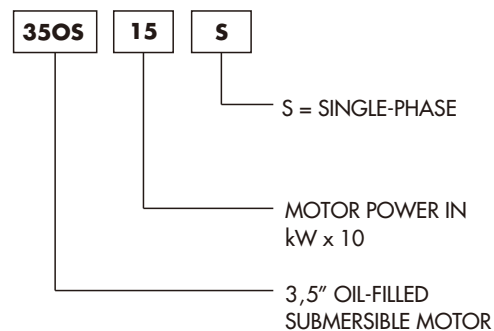 35OS 15 S
S = SINGLE-PHASE
MOTOR POWER IN
kW x 10
3,5” OIL-FILLED
SUBMERSIBLE MOTOR